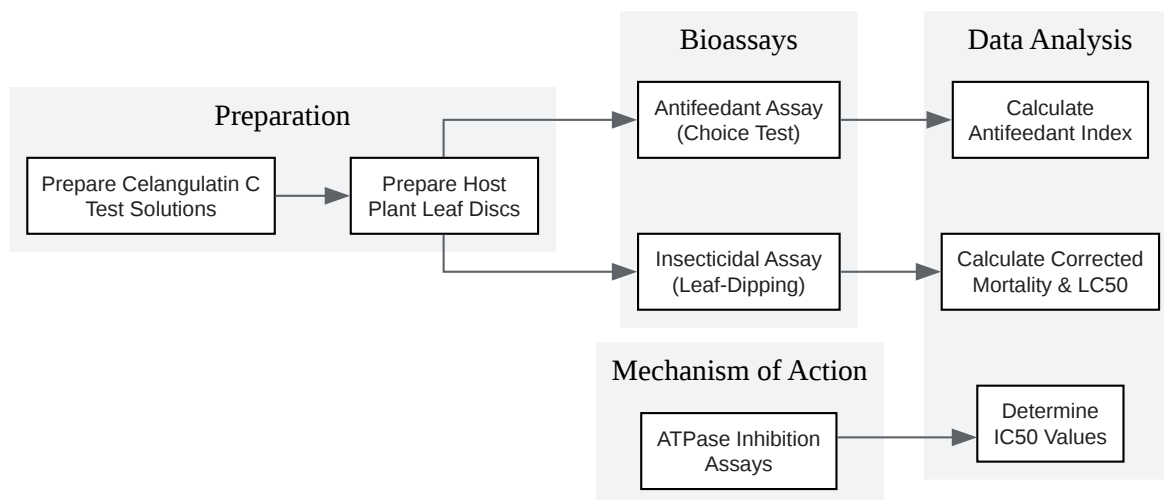 Preparation
Prepare Celangulatin C
Test Solutions
Prepare Host
Plant Leaf Discs
Bioassays
Antifeedant Assay
(Choice Test)
Insecticidal Assay
(Leaf-Dipping)
Mechanism of Action
ATPase Inhibition
Assays
Data Analysis
Calculate
Antifeedant Index
Calculate Corrected
Mortality & LC50
Determine
IC50 Values